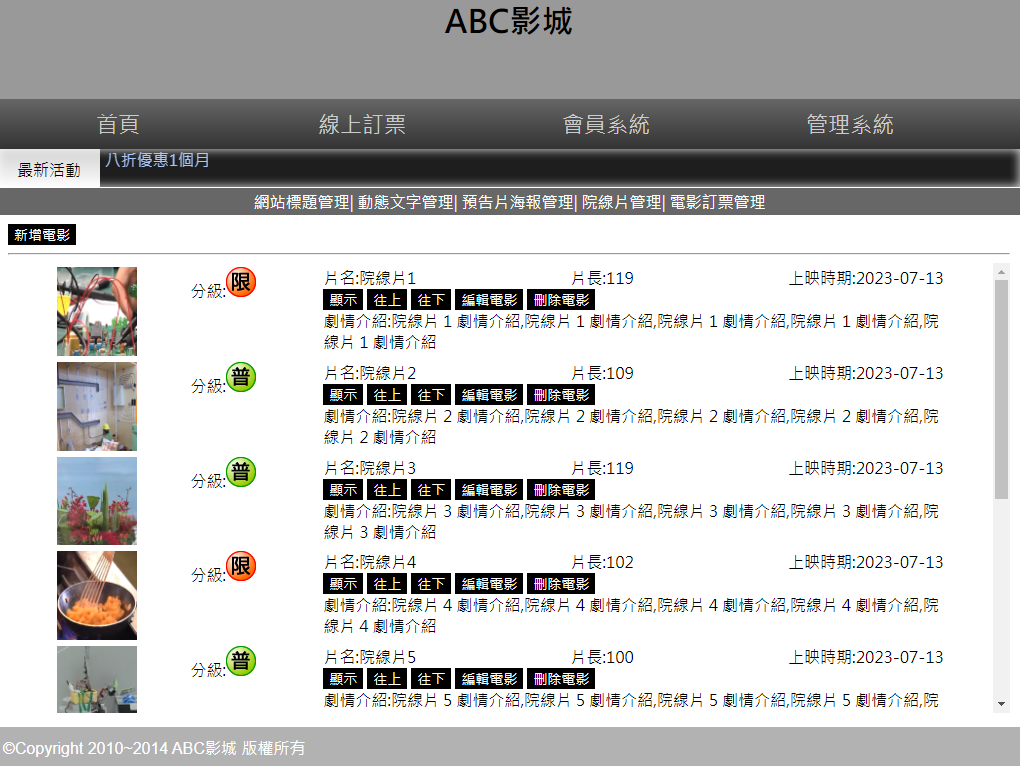 ABC影城
首頁 線上訂票 會員系統 管理系統
最新活動 八折優惠1個月
網站標題管理| 動態文字管理| 預告片海報管理| 院線片管理| 電影訂票管理
新增電影
分級:限 片名:院線片1 片長:119 上映時期:2023-07-13
顯示 往上 往下 編輯電影 刪除電影
劇情介紹:院線片 1 劇情介紹,院線片 1 劇情介紹,院線片 1 劇情介紹,院線片 1 劇情介紹,院
線片 1 劇情介紹
分級:普 片名:院線片2 片長:109 上映時期:2023-07-13
顯示 往上 往下 編輯電影 刪除電影
劇情介紹:院線片 2 劇情介紹,院線片 2 劇情介紹,院線片 2 劇情介紹,院線片 2 劇情介紹,院
線片 2 劇情介紹
分級:普 片名:院線片3 片長:119 上映時期:2023-07-13
顯示 往上 往下 編輯電影 刪除電影
劇情介紹:院線片 3 劇情介紹,院線片 3 劇情介紹,院線片 3 劇情介紹,院線片 3 劇情介紹,院
線片 3 劇情介紹
分級:限 片名:院線片4 片長:102 上映時期:2023-07-13
顯示 往上 往下 編輯電影 刪除電影
劇情介紹:院線片 4 劇情介紹,院線片 4 劇情介紹,院線片 4 劇情介紹,院線片 4 劇情介紹,院
線片 4 劇情介紹
分級:普 片名:院線片5 片長:100 上映時期:2023-07-13
顯示 往上 往下 編輯電影 刪除電影
劇情介紹:院線片 5 劇情介紹,院線片 5 劇情介紹,院線片 5 劇情介紹,院線片 5 劇情介紹,院
©Copyright 2010~2014 ABC影城 版權所有